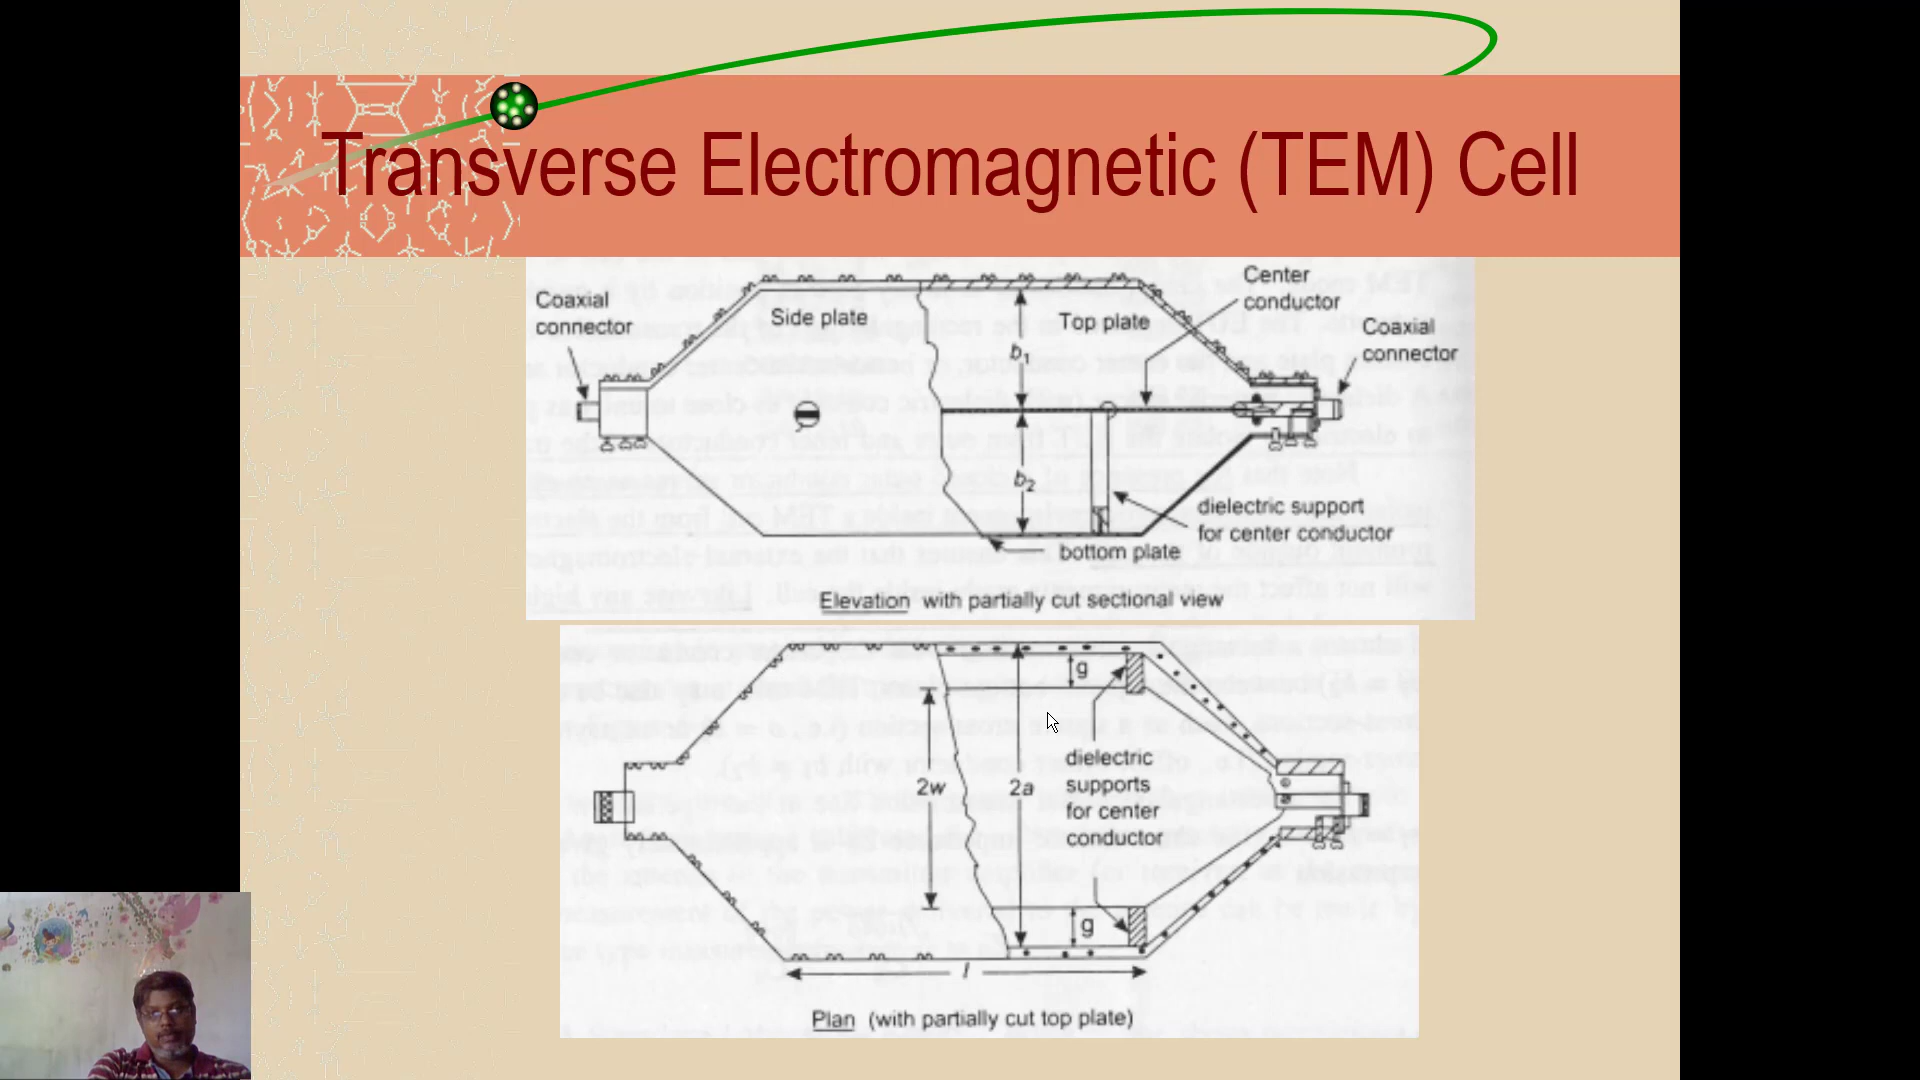 Transverse Electromagnetic (TEM) Cell
Coaxial
connector
Side plate
Top plate
Center
conductor
Coaxial
connector
b1
b2
dielectric support
for center conductor
bottom plate
Elevation with partially cut sectional view
g
2w
2a
dielectric
supports
for center
conductor
g
l
Plan (with partially cut top plate)